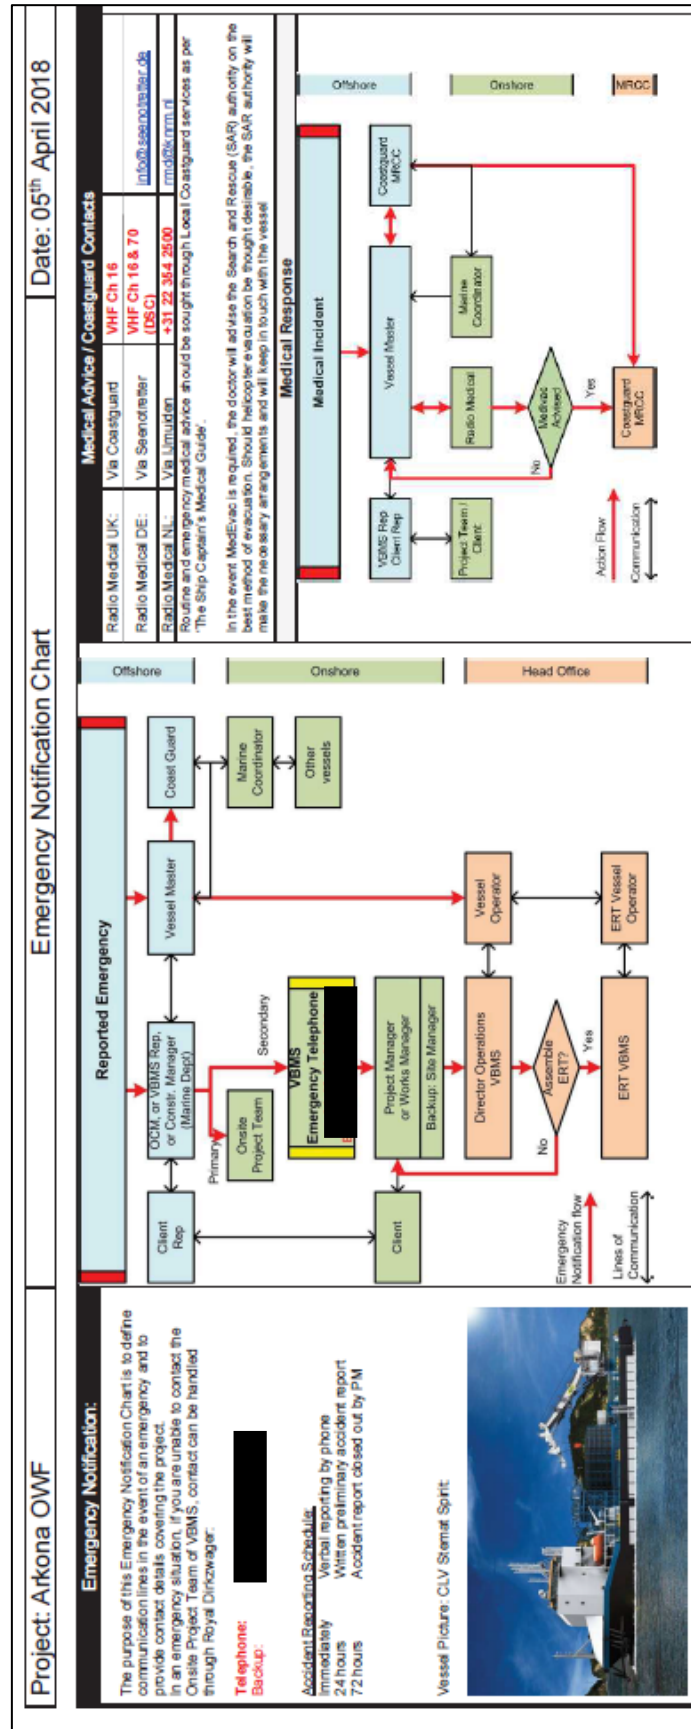 Project: Arkona OWF
Emergency Notification Chart
Date: 05th April 2018
Emergency Notification:
The purpose of this Emergency Notification Chart is to define
communication lines in the event of an emergency and to
provide contact details covering the project.
In an emergency situation, if you are unable to contact the
Onsite Project Team of VBMS, contact can be handled
through Royal Dirkzwager:
Telephone:
Backup:
Accident Reporting Schedule:
Immediately Verbal reporting by phone
24 hours Written preliminary accident report
72 hours Accident report closed out by PM
Vessel Picture: CLV Stemat Spirit:
Reported Emergency
Offshore
Client
Rep
OCM, or VBMS Rep,
or Constr. Manager
(Marine Dept)
Vessel Master
Coast Guard
Primary
Secondary
Onsite
Project Team
VBMS
Emergency Telephone
Marine
Coordinator
Other
vessels
Onshore
Client
Project Manager
or Works Manager
Backup: Site Manager
Director Operations
VBMS
Vessel
Operator
Head Office
Assemble
ERT?
No
Yes
ERT VBMS
ERT Vessel
Operator
Emergency
Notification flow
Lines of
Communication
Medical Advice / Coastguard Contacts
Radio Medical UK: Via Coastguard VHF Ch 16
Radio Medical DE: Via Seenotretter VHF Ch 16 & 70
(DSC) info@seenotretter.de
Radio Medical NL: Via IJmuiden +31 22 354 2500 rmd@knrm.nl
Routine and emergency medical advice should be sought through Local Coastguard services as per
'The Ship Captain's Medical Guide'.
In the event MedEvac is required, the doctor will advise the Search and Rescue (SAR) authority on the
best method of evacuation. Should helicopter evacuation be thought desirable, the SAR authority will
make the necessary arrangements and will keep in touch with the vessel
Medical Response
Medical Incident
Offshore
VBMS Rep
Client Rep
Vessel Master
Coastguard
MRCC
Project Team /
Client
Radio Medical
Marine
Coordinator
Onshore
No
Medivac
Advised
Yes
Coastguard
MRCC
MRCC
Action Flow
Communication